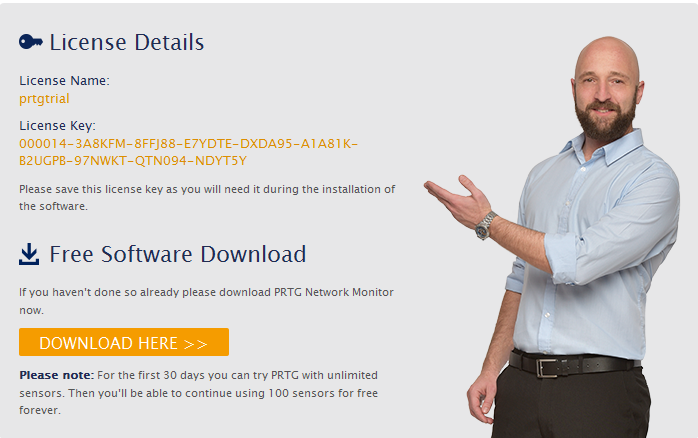 License Details
License Name:
prtgtrial
License Key:
000014-3A8KFM-8FFJ88-E7YDTE-DXDA95-A1A81K-
B2UGPB-97NWKT-QTN094-NDYT5Y
Please save this license key as you will need it during the installation of
the software.
Free Software Download
If you haven't done so already please download PRTG Network Monitor
now.
DOWNLOAD HERE >>
Please note: For the first 30 days you can try PRTG with unlimited
sensors. Then you'll be able to continue using 100 sensors for free
forever.